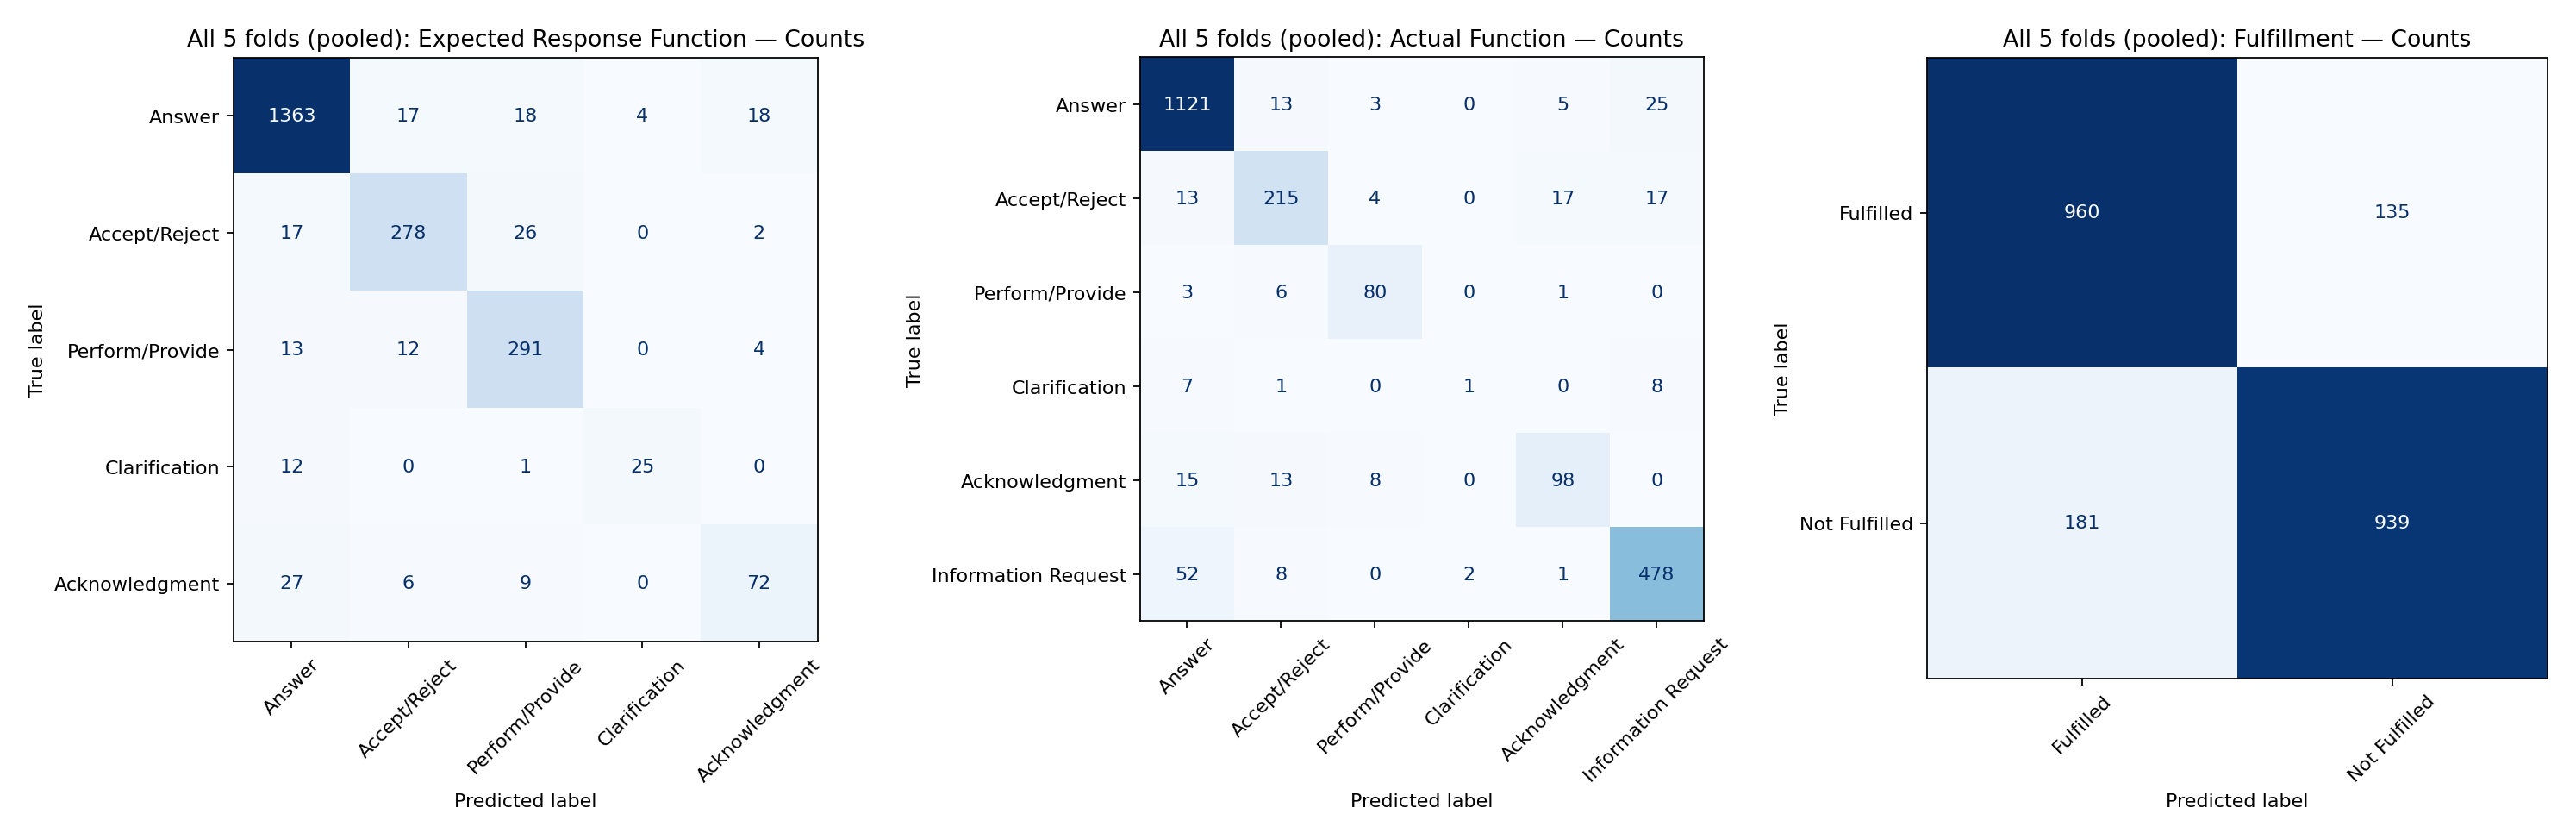 All 5 folds (pooled): Expected Response Function — Counts
True label
Answer 1363 17 18 4 18
Accept/Reject 17 278 26 0 2
Perform/Provide 13 12 291 0 4
Clarification 12 0 1 25 0
Acknowledgment 27 6 9 0 72
Answer Accept/Reject Perform/Provide Clarification Acknowledgment
Predicted label
All 5 folds (pooled): Actual Function — Counts
True label
Answer 1121 13 3 0 5 25
Accept/Reject 13 215 4 0 17 17
Perform/Provide 3 6 80 0 1 0
Clarification 7 1 0 1 0 8
Acknowledgment 15 13 8 0 98 0
Information Request 52 8 0 2 1 478
Answer Accept/Reject Perform/Provide Clarification Acknowledgment Information Request
Predicted label
All 5 folds (pooled): Fulfillment — Counts
True label
Fulfilled 960 135
Not Fulfilled 181 939
Fulfilled Not Fulfilled
Predicted label